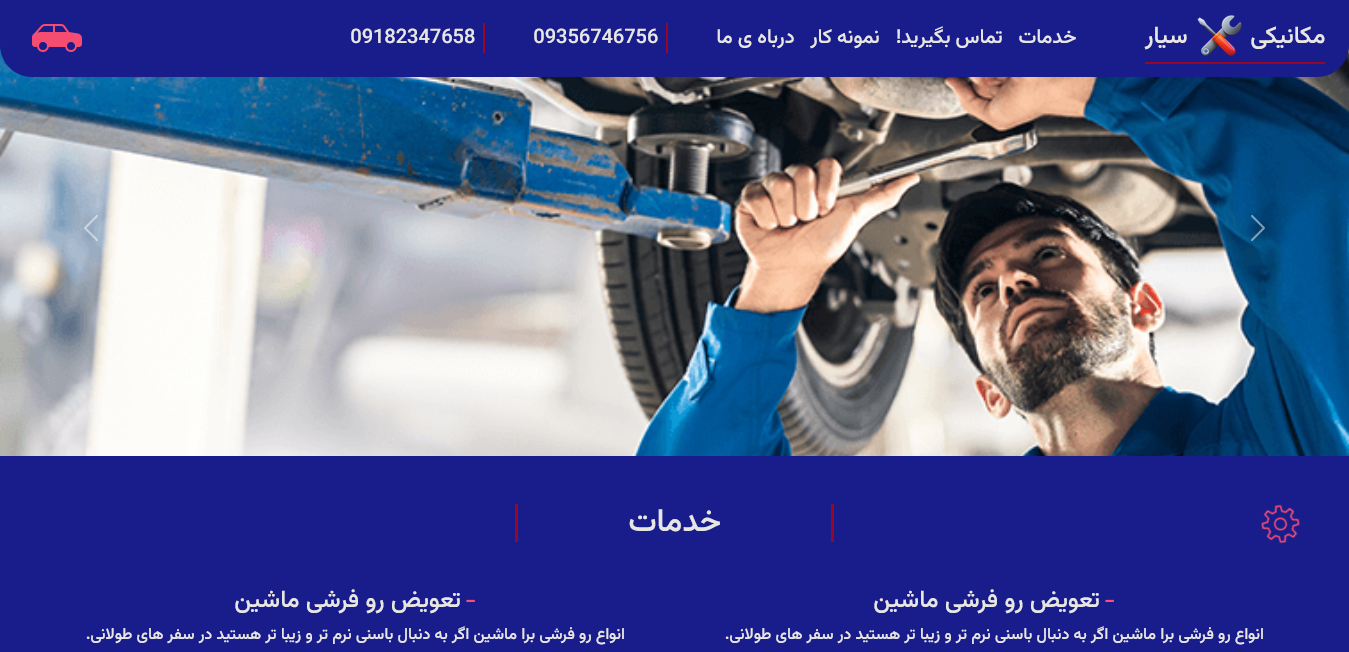 مکانیکی سیار
خدمات تماس بگیرید! نمونه کار درباه ی ما 09356746756 09182347658
خدمات
- تعویض رو فرشی ماشین
انواع رو فرشی برا ماشین اگر به دنبال باسنی نرم تر و زیبا تر هستید در سفر های طولانی.
- تعویض رو فرشی ماشین
انواع رو فرشی برا ماشین اگر به دنبال باسنی نرم تر و زیبا تر هستید در سفر های طولانی.